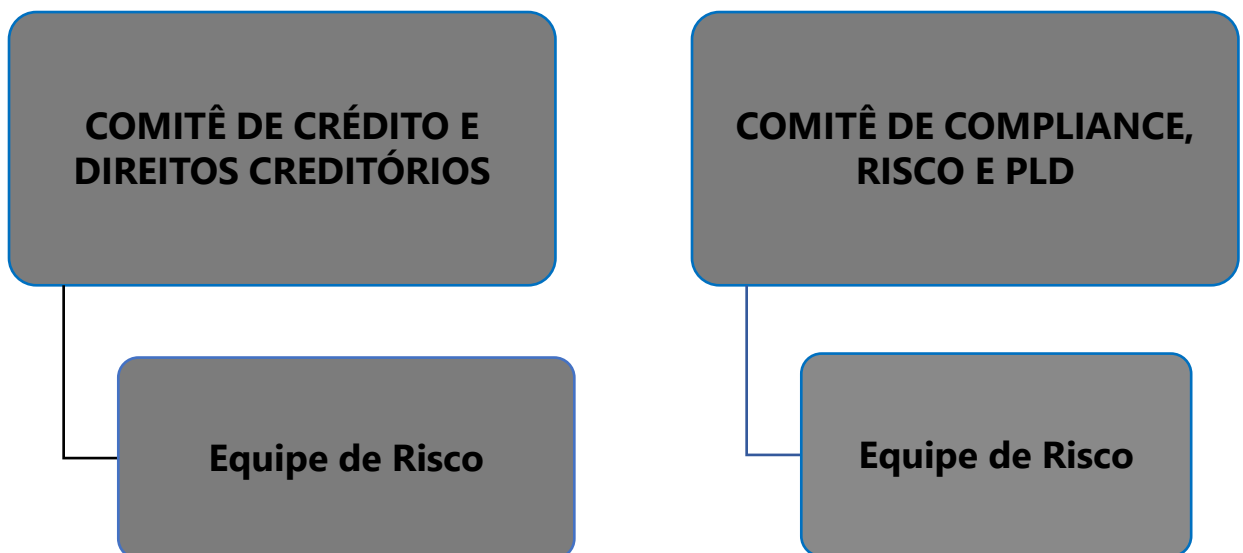 COMITÊ DE CRÉDITO E
DIREITOS CREDITÓRIOS
COMITÊ DE COMPLIANCE,
RISCO E PLD
Equipe de Risco
Equipe de Risco